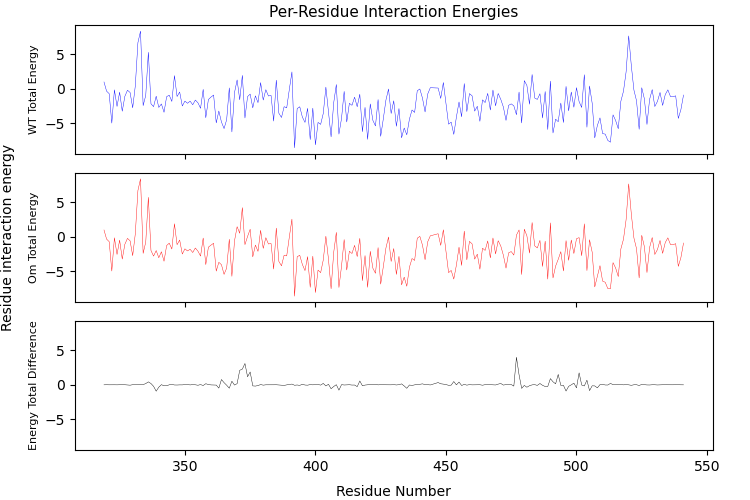 Per-Residue Interaction Energies
Residue interaction energy
WT Total Energy
5
0
−5
Om Total Energy
5
0
−5
Energy Total Difference
5
0
−5
350 400 450 500 550
Residue Number